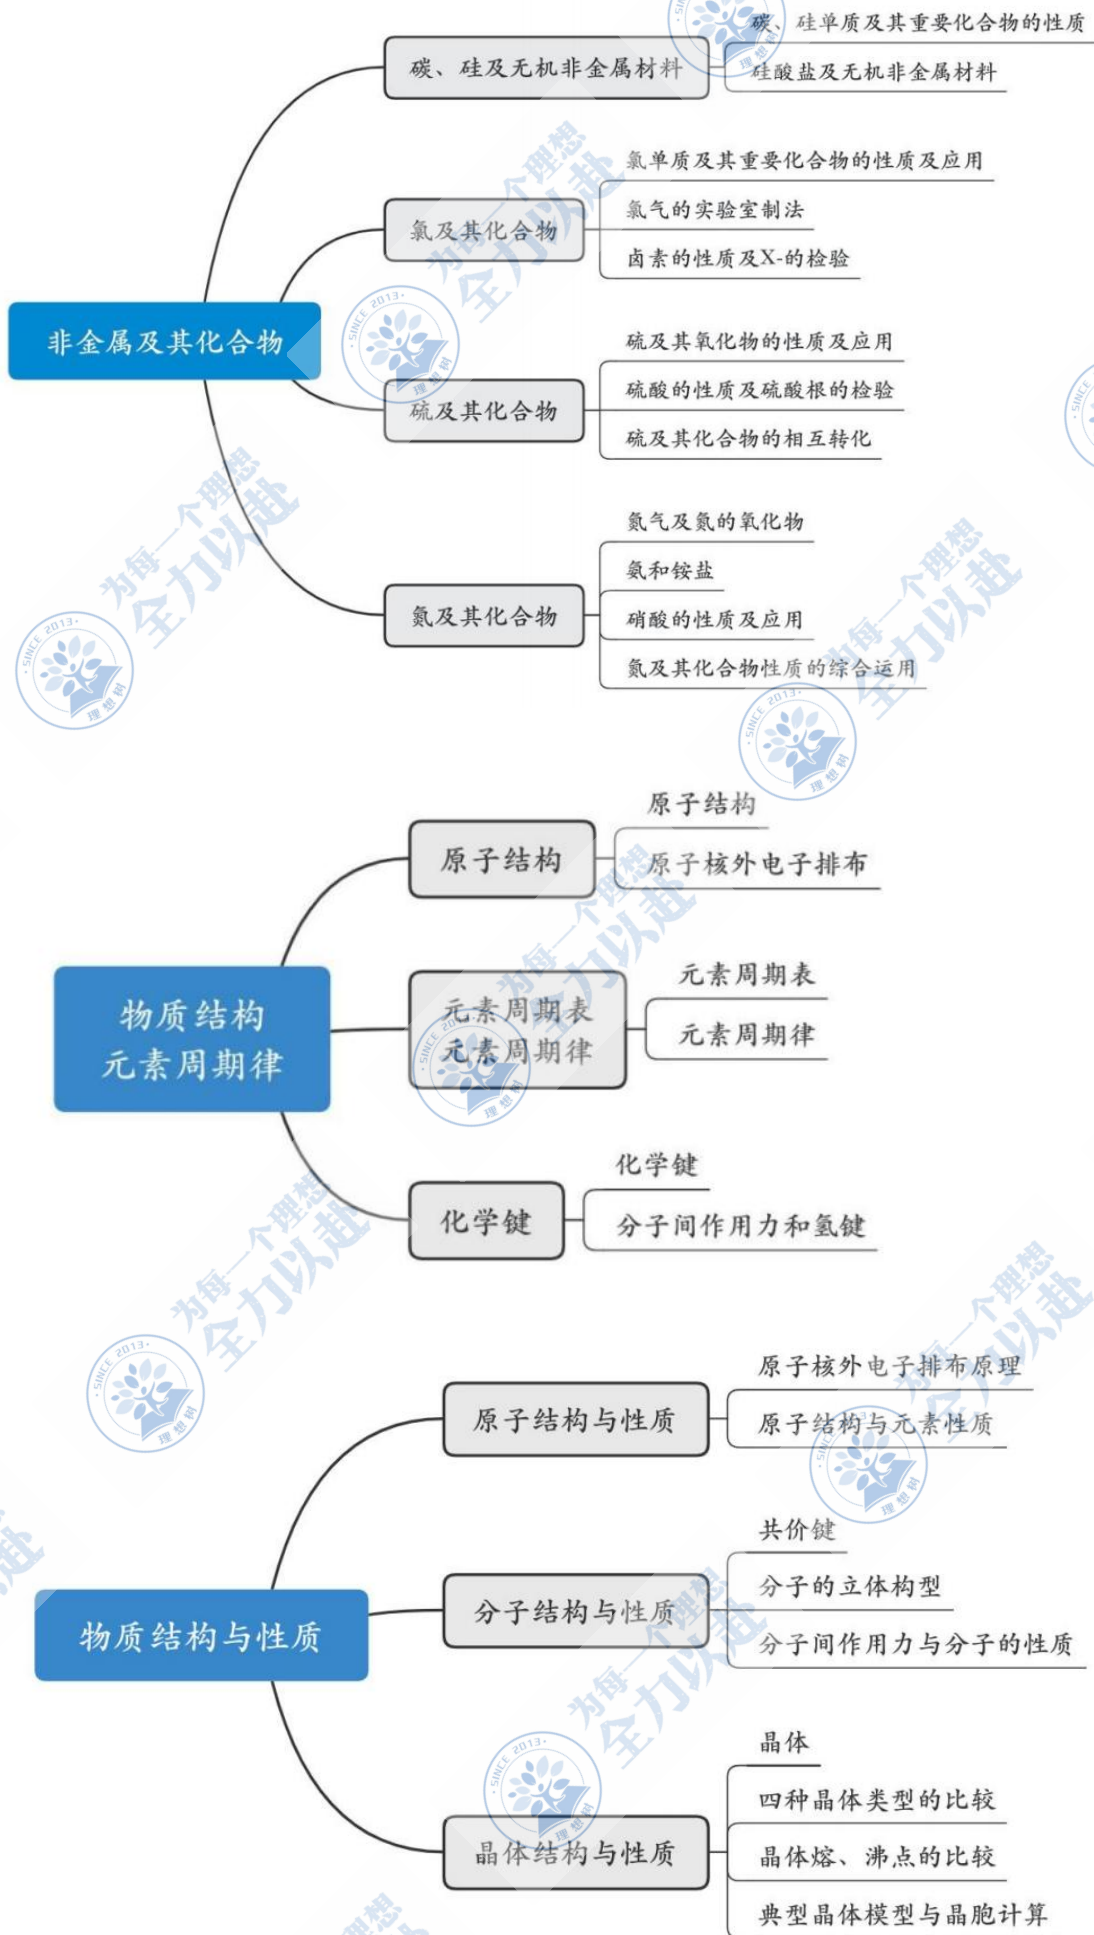 碳、硅及无机非金属材料
碳、硅单质及其重要化合物的性质
硅酸盐及无机非金属材料
氯及其化合物
氯单质及其重要化合物的性质及应用
氯气的实验室制法
卤素的性质及X-的检验
非金属及其化合物
硫及其化合物
硫及其氧化物的性质及应用
硫酸的性质及硫酸根的检验
硫及其化合物的相互转化
氮及其化合物
氮气及氮的氧化物
氨和铵盐
硝酸的性质及应用
氮及其化合物性质的综合运用
原子结构
原子结构
原子核外电子排布
物质结构
元素周期律
元素周期表
元素周期律
元素周期表
元素周期律
化学键
化学键
分子间作用力和氢键
原子结构与性质
原子核外电子排布原理
原子结构与元素性质
物质结构与性质
分子结构与性质
共价键
分子的立体构型
分子间作用力与分子的性质
晶体结构与性质
晶体
四种晶体类型的比较
晶体熔、沸点的比较
典型晶体模型与晶胞计算
为每一个理想
全力以赴
·SINCE 2013·
理想树